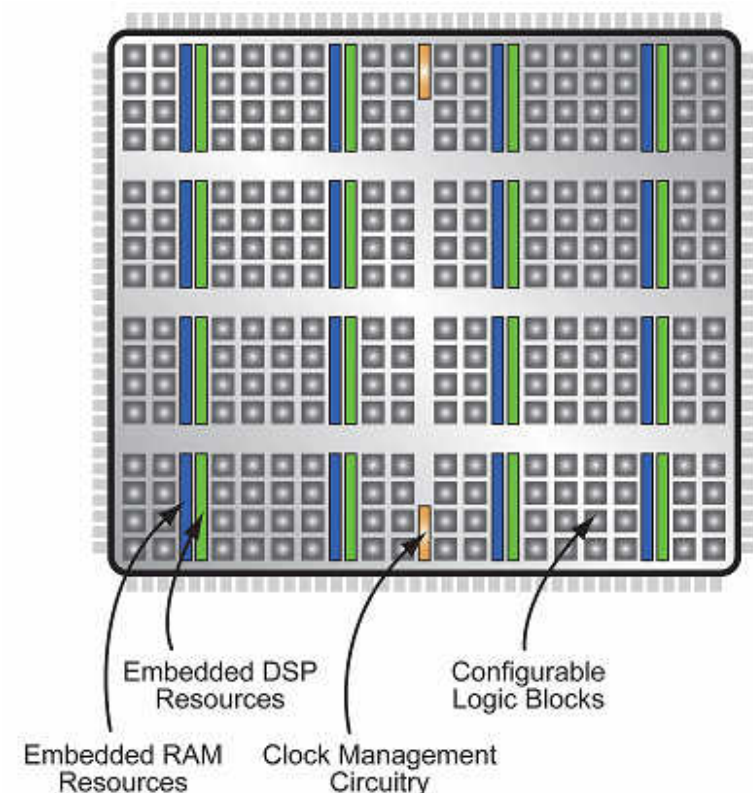 Embedded DSP
Resources
Configurable
Logic Blocks
Embedded RAM
Resources
Clock Management
Circuitry